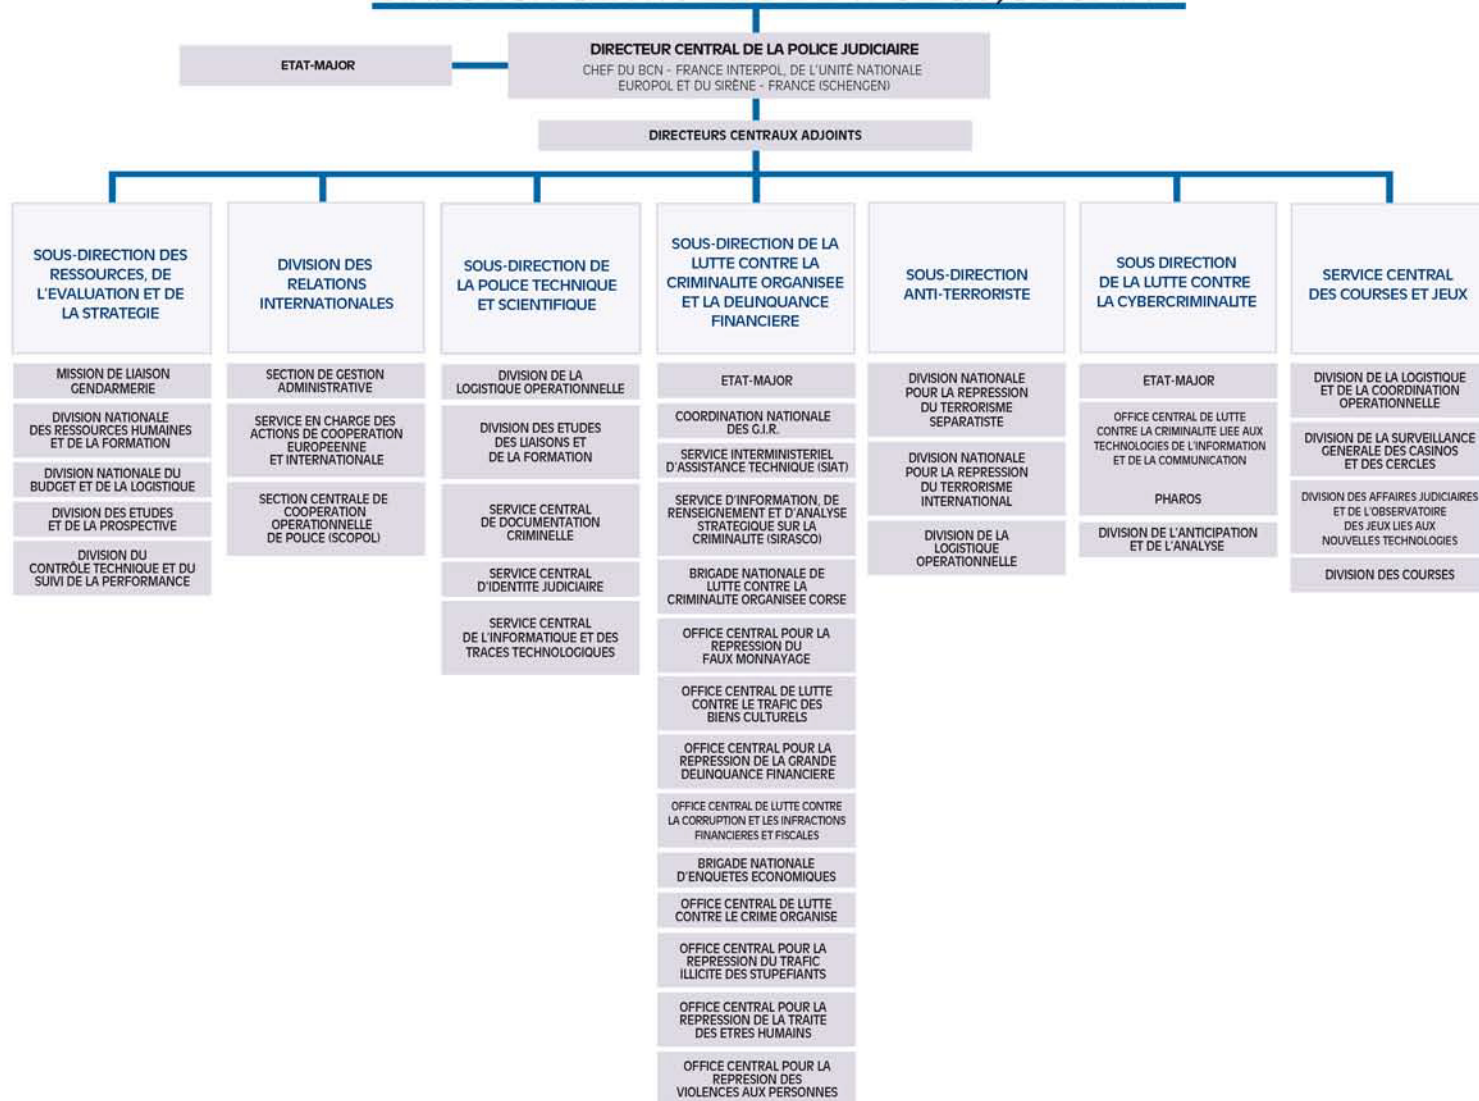 ETAT-MAJOR
DIRECTEUR CENTRAL DE LA POLICE JUDICIAIRE
CHEF DU BCN - FRANCE INTERPOL, DE L'UNITÉ NATIONALE
EUROPOL ET DU SIRÈNE - FRANCE (SCHENGEN)
DIRECTEURS CENTRAUX ADJOINTS
SOUS-DIRECTION DES
RESSOURCES, DE
L'EVALUATION ET DE
LA STRATEGIE
MISSION DE LIAISON
GENDARMERIE
DIVISION NATIONALE
DES RESSOURCES HUMAINES
ET DE LA FORMATION
DIVISION NATIONALE DU
BUDGET ET DE LA LOGISTIQUE
DIVISION DES ETUDES
ET DE LA PROSPECTIVE
DIVISION DU
CONTRÔLE TECHNIQUE ET DU
SUIVI DE LA PERFORMANCE
DIVISION DES
RELATIONS
INTERNATIONALES
SECTION DE GESTION
ADMINISTRATIVE
SERVICE EN CHARGE DES
ACTIONS DE COOPERATION
EUROPEENNE
ET INTERNATIONALE
SECTION CENTRALE DE
COOPERATION
OPERATIONNELLE
DE POLICE (SCOPOL)
SOUS-DIRECTION DE
LA POLICE TECHNIQUE
ET SCIENTIFIQUE
DIVISION DE LA
LOGISTIQUE OPERATIONNELLE
DIVISION DES ETUDES
DES LIAISONS ET
DE LA FORMATION
SERVICE CENTRAL
DE DOCUMENTATION
CRIMINELLE
SERVICE CENTRAL
D'IDENTITE JUDICIAIRE
SERVICE CENTRAL
DE L'INFORMATIQUE ET DES
TRACES TECHNOLOGIQUES
SOUS-DIRECTION DE LA
LUTTE CONTRE LA
CRIMINALITE ORGANISEE
ET LA DELINQUANCE
FINANCIERE
ETAT-MAJOR
COORDINATION NATIONALE
DES G.I.R.
SERVICE INTERMINISTERIEL
D'ASSISTANCE TECHNIQUE (SIAT)
SERVICE D'INFORMATION, DE
RENSEIGNEMENT ET D'ANALYSE
STRATEGIQUE SUR LA
CRIMINALITE (SIRASCO)
BRIGADE NATIONALE DE
LUTTE CONTRE LA
CRIMINALITE ORGANISEE CORSE
OFFICE CENTRAL POUR LA
REPRESSION DU
FAUX MONNAYAGE
OFFICE CENTRAL DE LUTTE
CONTRE LE TRAFIC DES
BIENS CULTURELS
OFFICE CENTRAL POUR LA
REPRESSION DE LA GRANDE
DELINQUANCE FINANCIERE
OFFICE CENTRAL DE LUTTE CONTRE
LA CORRUPTION ET LES INFRACTIONS
FINANCIERES ET FISCALES
BRIGADE NATIONALE
D'ENQUETES ECONOMIQUES
OFFICE CENTRAL DE LUTTE
CONTRE LE CRIME ORGANISE
OFFICE CENTRAL POUR LA
REPRESSION DU TRAFIC
ILLICITE DES STUPEFIANTS
OFFICE CENTRAL POUR LA
REPRESSION DE LA TRAITE
DES ETRES HUMAINS
OFFICE CENTRAL POUR LA
REPRESION DES
VIOLENCES AUX PERSONNES
SOUS-DIRECTION
ANTI-TERRORISTE
DIVISION NATIONALE
POUR LA REPRESSION
DU TERRORISME
SEPARATISTE
DIVISION NATIONALE
POUR LA REPRESSION
DU TERRORISME
INTERNATIONAL
DIVISION DE LA
LOGISTIQUE
OPERATIONNELLE
SOUS DIRECTION
DE LA LUTTE CONTRE
LA CYBERCRIMINALITE
ETAT-MAJOR
OFFICE CENTRAL DE LUTTE
CONTRE LA CRIMINALITE LIEE AUX
TECHNOLOGIES DE L'INFORMATION
ET DE LA COMMUNICATION
PHAROS
DIVISION DE L'ANTICIPATION
ET DE L'ANALYSE
SERVICE CENTRAL
DES COURSES ET JEUX
DIVISION DE LA LOGISTIQUE
ET DE LA COORDINATION
OPERATIONNELLE
DIVISION DE LA SURVEILLANCE
GENERALE DES CASINOS
ET DES CERCLES
DIVISION DES AFFAIRES JUDICIAIRES
ET DE L'OBSERVATOIRE
DES JEUX LIES AUX
NOUVELLES TECHNOLOGIES
DIVISION DES COURSES